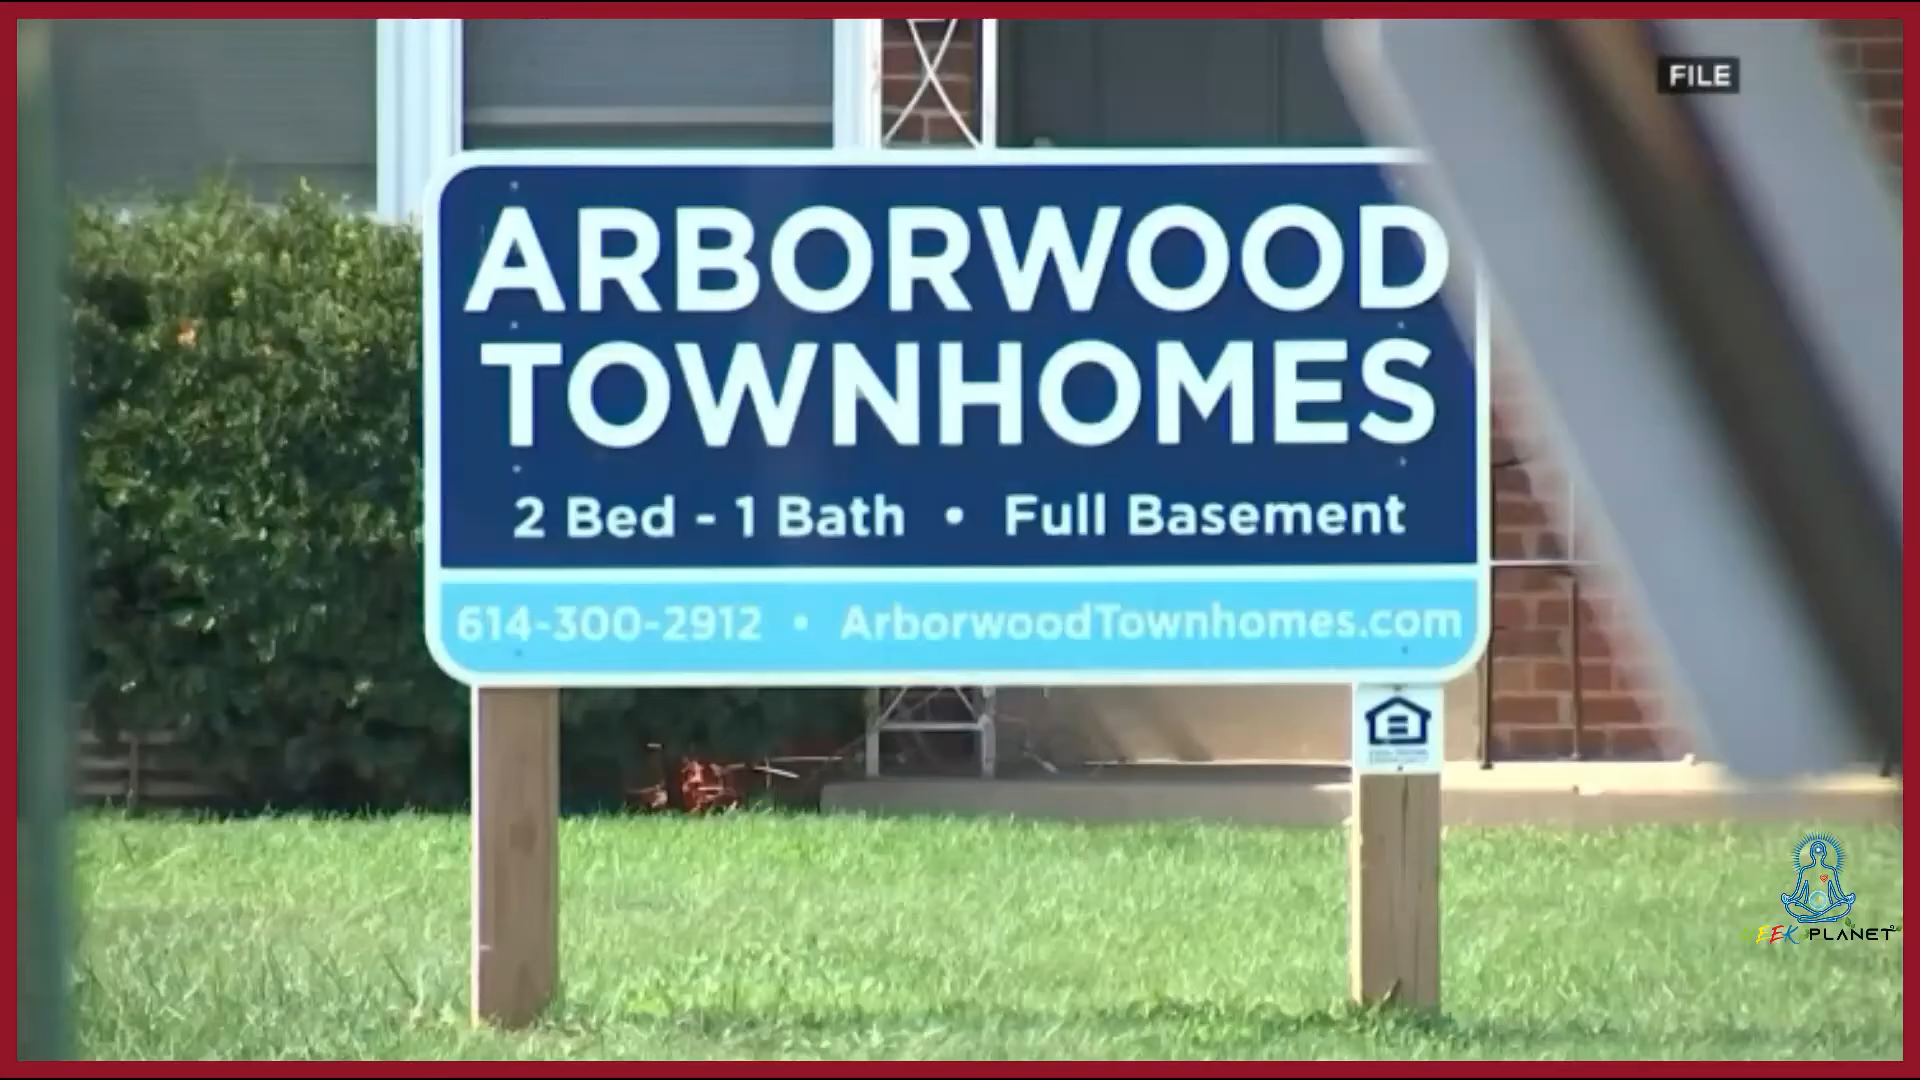 FILE
ARBORWOOD
TOWNHOMES
2 Bed - 1 Bath • Full Basement
614-300-2912 • ArborwoodTownhomes.com
PLANET